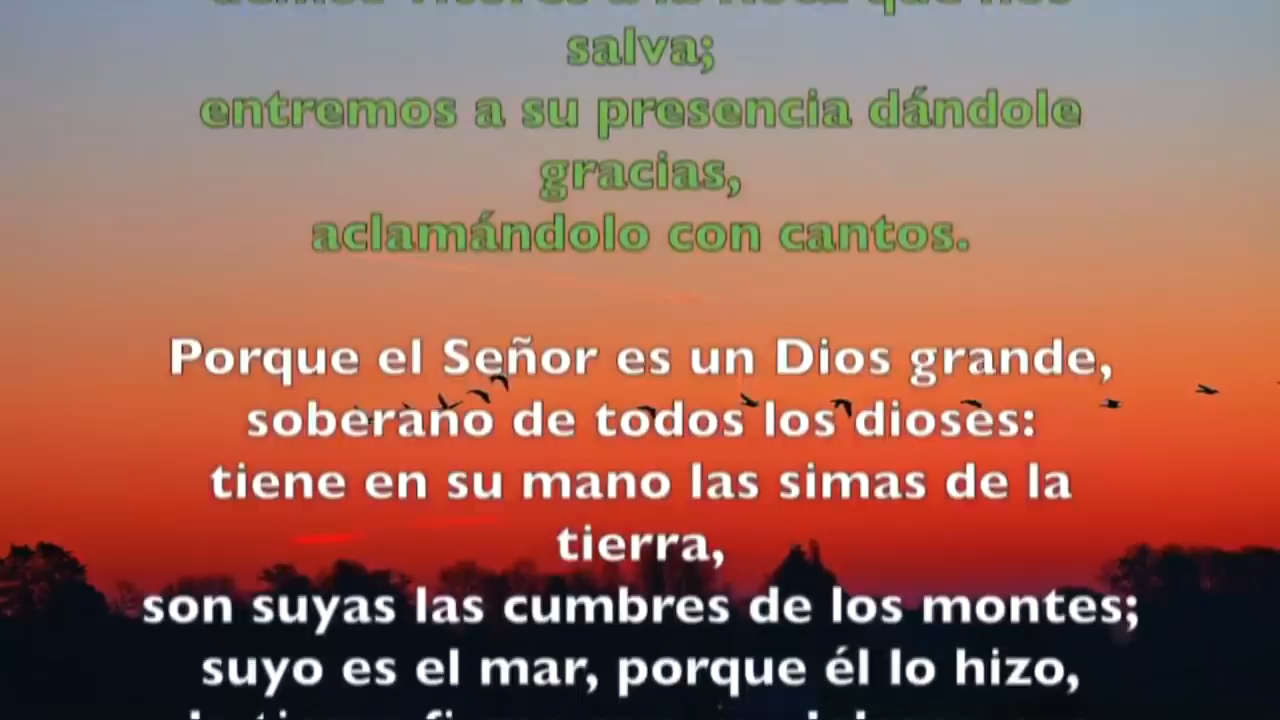 salva;
entremos a su presencia dándole
gracias,
aclamándolo con cantos.
Porque el Señor es un Dios grande,
soberano de todos los dioses:
tiene en su mano las simas de la
tierra,
son suyas las cumbres de los montes;
suyo es el mar, porque él lo hizo,